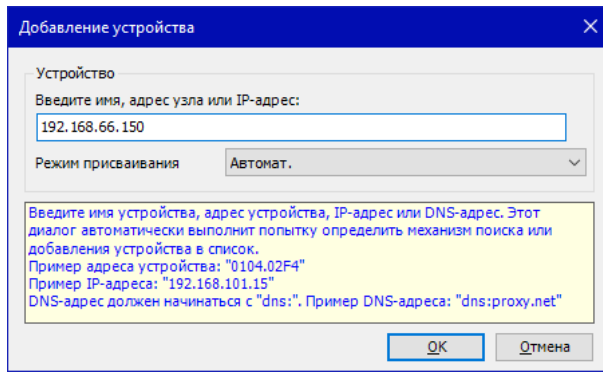 Добавление устройства
Устройство
Введите имя, адрес узла или IP-адрес:
192.168.66.150
Режим присваивания
Автомат.
Введите имя устройства, адрес устройства, IP-адрес или DNS-адрес. Этот
диалог автоматически выполнит попытку определить механизм поиска или
добавления устройства в список.
Пример адреса устройства: "0104.02F4"
Пример IP-адреса: "192.168.101.15"
DNS-адрес должен начинаться с "dns:". Пример DNS-адреса: "dns:proxy.net"
OK
Отмена